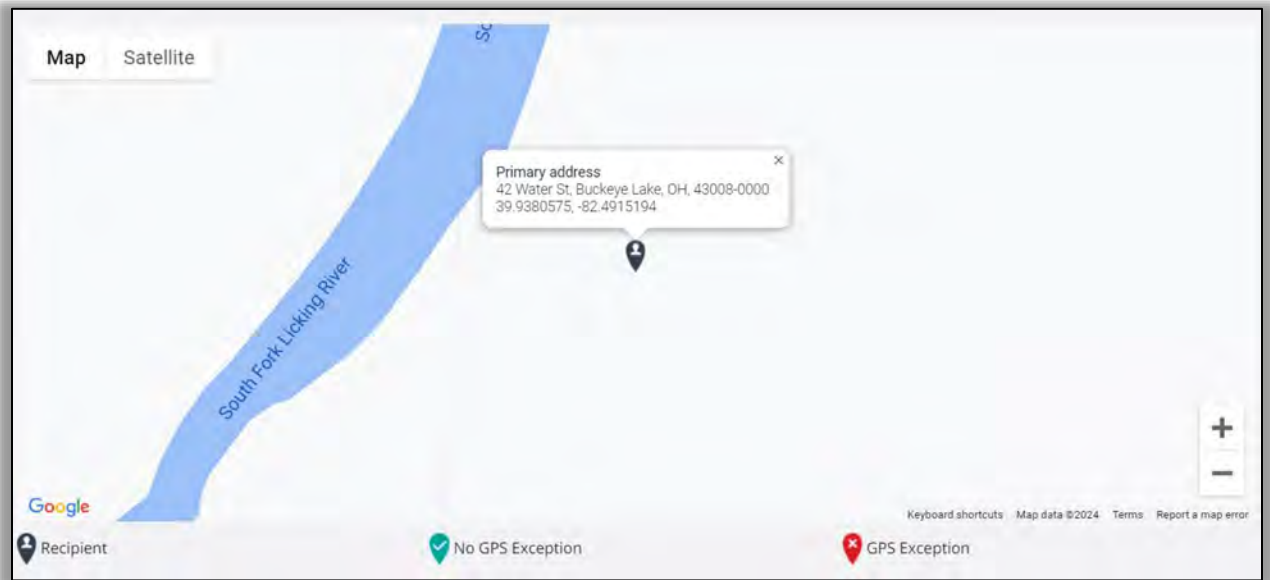 Map Satellite
So
Primary address
42 Water St, Buckeye Lake, OH, 43008-0000
39.9380575, -82.4915194
South Fork Licking River
Google
Keyboard shortcuts Map data ©2024 Terms Report a map error
Recipient No GPS Exception GPS Exception